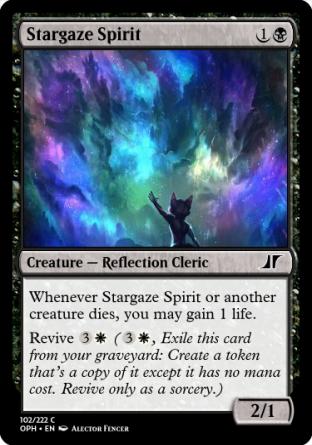 Stargaze Spirit 1
Creature — Reflection Cleric
Whenever Stargaze Spirit or another
creature dies, you may gain 1 life.
Revive 3 ( 3 , Exile this card
from your graveyard: Create a token
that's a copy of it except it has no mana
cost. Revive only as a sorcery.)
2/1
102/222 C
OPH • EN Alector Fencer